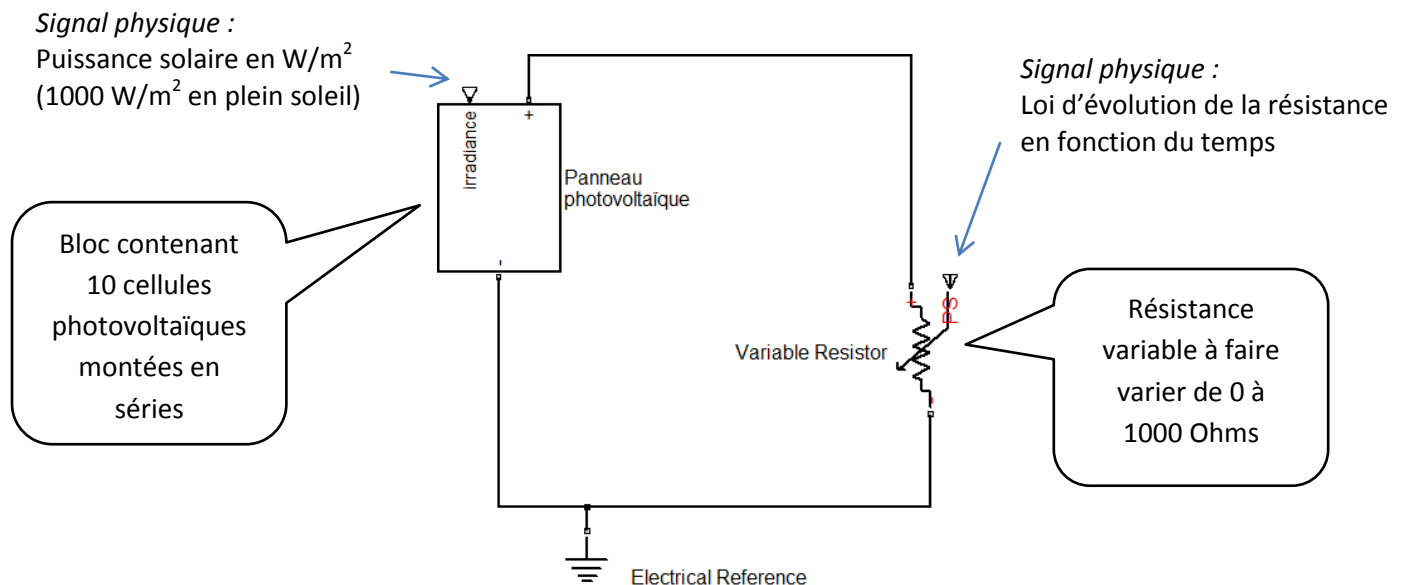 Signal physique :
Puissance solaire en W/m²
(1000 W/m² en plein soleil)
Signal physique :
Loi d’évolution de la résistance
en fonction du temps
irradiance
+
-
Panneau
photovoltaïque
Bloc contenant
10 cellules
photovoltaïques
montées en
séries
+
PS
-
Variable Resistor
Résistance
variable à faire
varier de 0 à
1000 Ohms
Electrical Reference